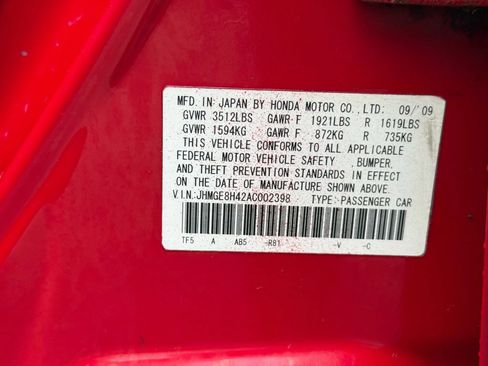 MFD. IN: JAPAN BY HONDA MOTOR CO., LTD: 09/'09
GVWR 3512LBS GAWR F 1921LBS R 1619LBS
GVWR 1594KG GAWR F 872KG R 735KG
THIS VEHICLE CONFORMS TO ALL APPLICABLE
FEDERAL MOTOR VEHICLE SAFETY ,BUMPER,
AND THEFT PREVENTION STANDARDS IN EFFECT
ON THE DATE OF MANUFACTURE SHOWN ABOVE.
V.I.N:JHMGE8H42AC002398 TYPE:PASSENGER CAR
TF5 A AB5 -R81 -V -C